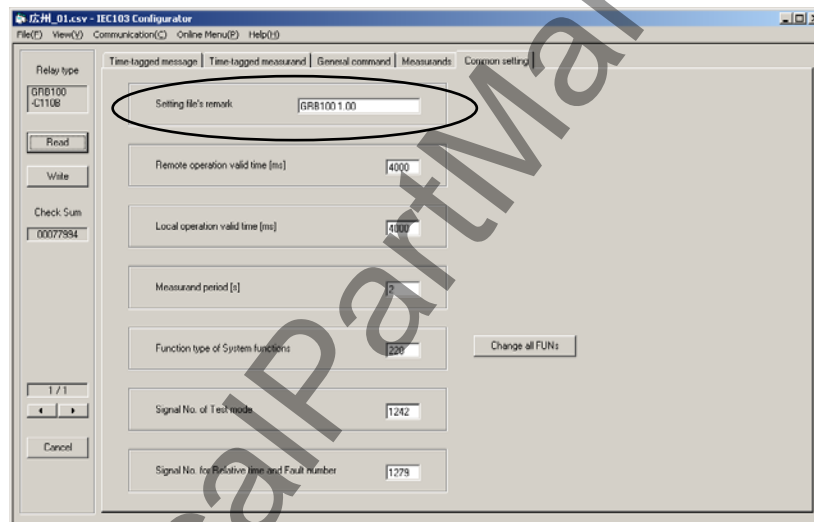 広州_01.csv - IEC103 Configurator
File(F) View(V) Communication(C) Online Menu(P) Help(H)
Relay type
GRB100
-C110B
Read
Write
Check Sum
00077994
1 / 1
Cancel
Time-tagged message Time-tagged measurand General command Measurands Common setting
Setting file's remark GRB100 1.00
Remote operation valid time [ms] 4000
Local operation valid time [ms] 4000
Measurand period [s] 2
Function type of System functions 220 Change all FUNs
Signal No. of Test mode 1242
Signal No. for Relative time and Fault number 1279